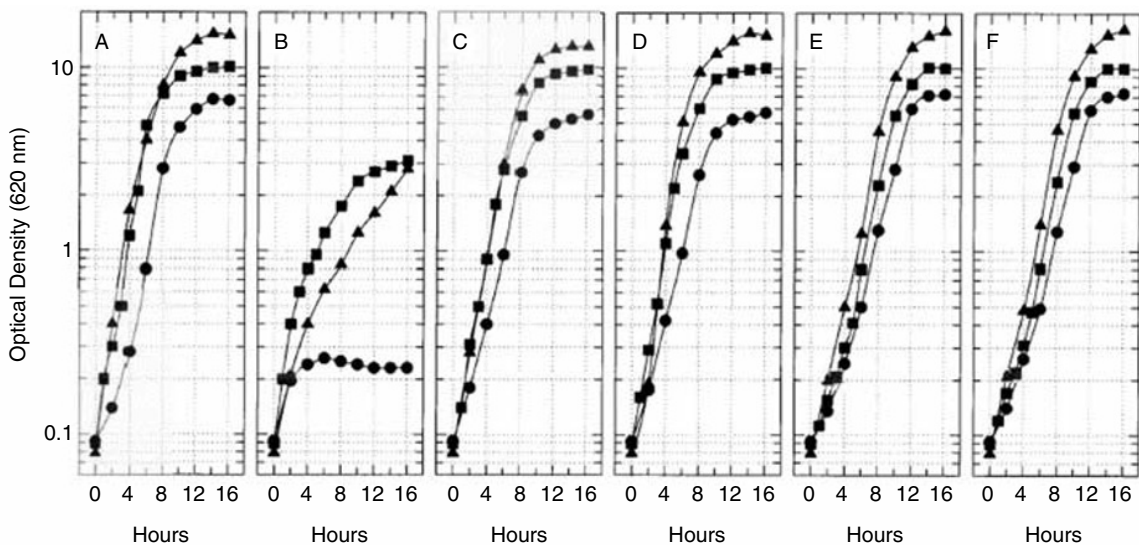 A B C D E F
10
1
0.1
Optical Density (620 nm)
0 4 8 12 16 0 4 8 12 16 0 4 8 12 16 0 4 8 12 16 0 4 8 12 16 0 4 8 12 16
Hours Hours Hours Hours Hours Hours